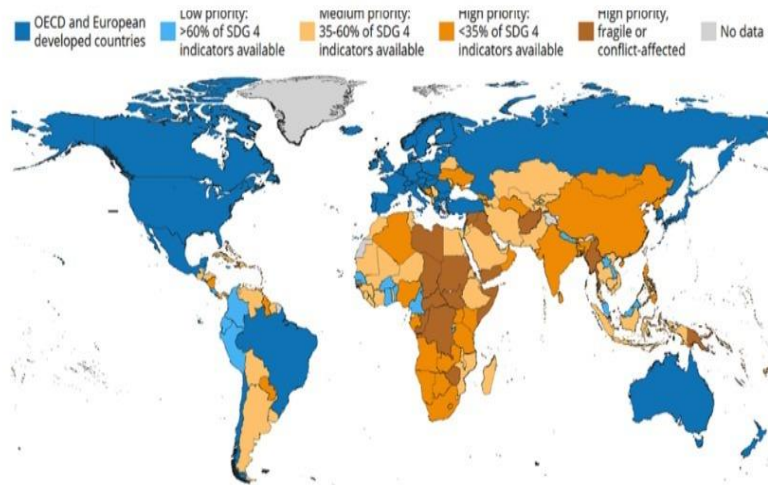 OECD and European
developed countries
Low priority:
>60% of SDG 4
indicators available
Medium priority:
35-60% of SDG 4
indicators available
High priority:
<35% of SDG 4
indicators available
High priority,
fragile or
conflict-affected
No data